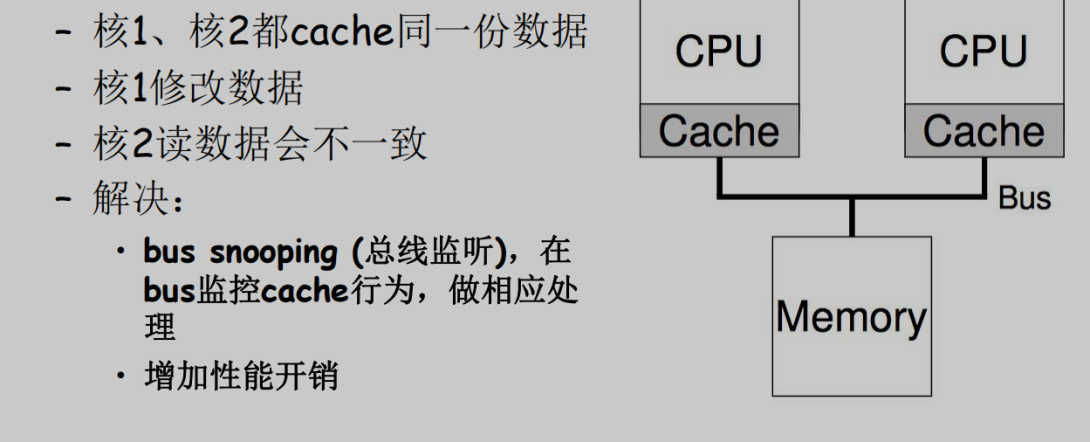 - 核1、核2都cache同一份数据
- 核1修改数据
- 核2读数据会不一致
- 解决：
· bus snooping (总线监听)，在
bus监控cache行为，做相应处
理
· 增加性能开销
CPU
CPU
Cache
Cache
Bus
Memory